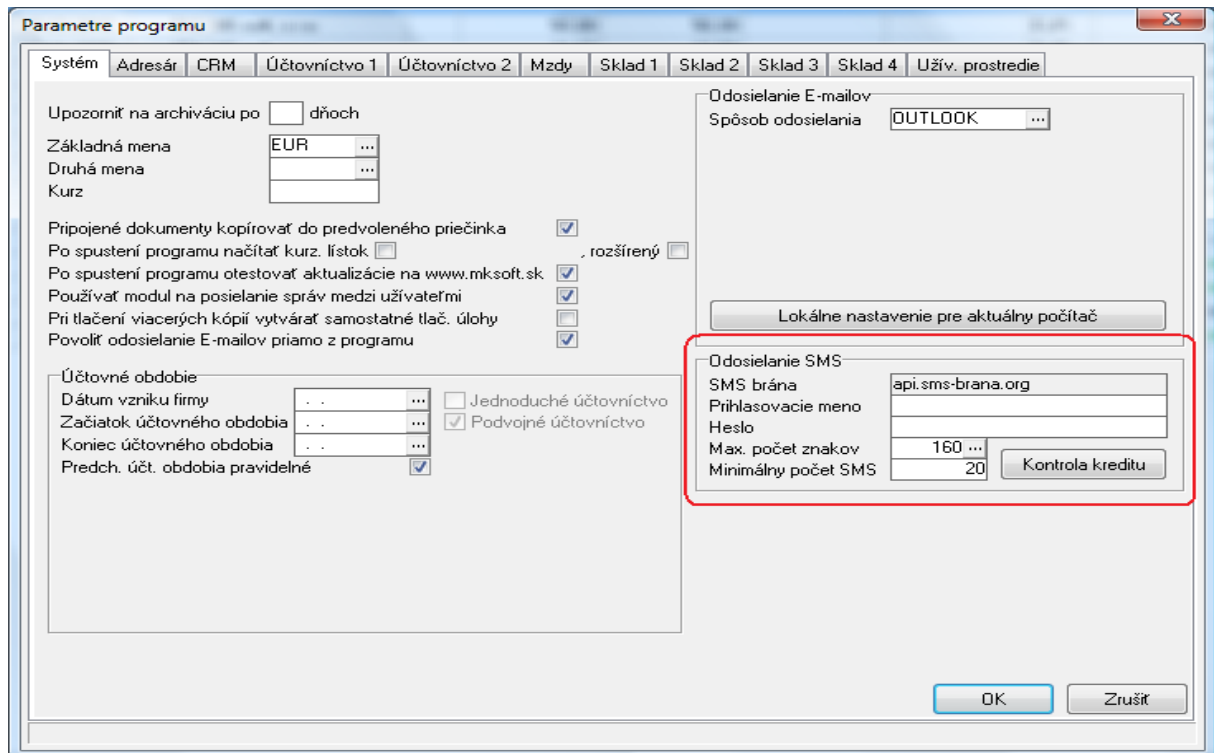 Parametre programu
Systém Adresár CRM Účtovníctvo 1 Účtovníctvo 2 Mzdy Sklad 1 Sklad 2 Sklad 3 Sklad 4 Užív. prostredie
Upozorniť na archiváciu po dňoch
Základná mena EUR ...
Druhá mena ...
Kurz
Pripojené dokumenty kopírovať do predvoleného priečinka
Po spustení programu načítať kurz. lístok , rozšírený
Po spustení programu otestovať aktualizácie na www.mksoft.sk
Používať modul na posielanie správ medzi užívateľmi
Pri tlačení viacerých kópií vytvárať samostatné tlač. úlohy
Povoliť odosielanie E-mailov priamo z programu
Účtovné obdobie
Dátum vzniku firmy . . ... Jednoduché účtovníctvo
Začiatok účtovného obdobia . . ... Podvojné účtovníctvo
Koniec účtovného obdobia . . ...
Predch. účt. obdobia pravidelné
Odosielanie E-mailov
Spôsob odosielania OUTLOOK ...
Lokálne nastavenie pre aktuálny počítač
Odosielanie SMS
SMS brána api.sms-brana.org
Prihlasovacie meno
Heslo
Max. počet znakov 160 ...
Minimálny počet SMS 20 Kontrola kreditu
OK Zrušiť